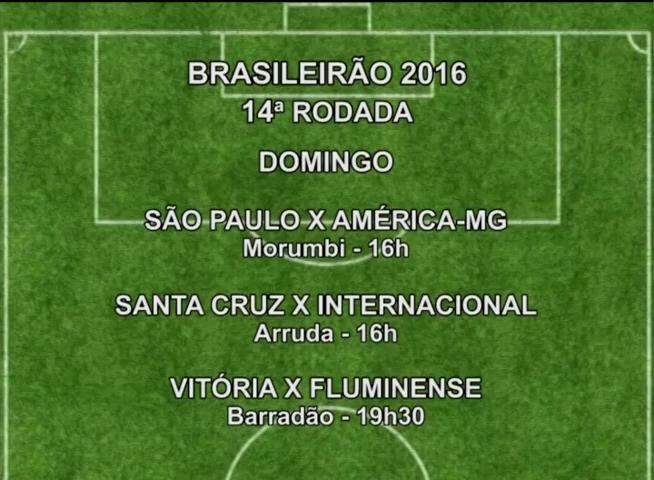 BRASILEIRÃO 2016
14ª RODADA
DOMINGO
SÃO PAULO X AMÉRICA-MG
Morumbi - 16h
SANTA CRUZ X INTERNACIONAL
Arruda - 16h
VITÓRIA X FLUMINENSE
Barradão - 19h30